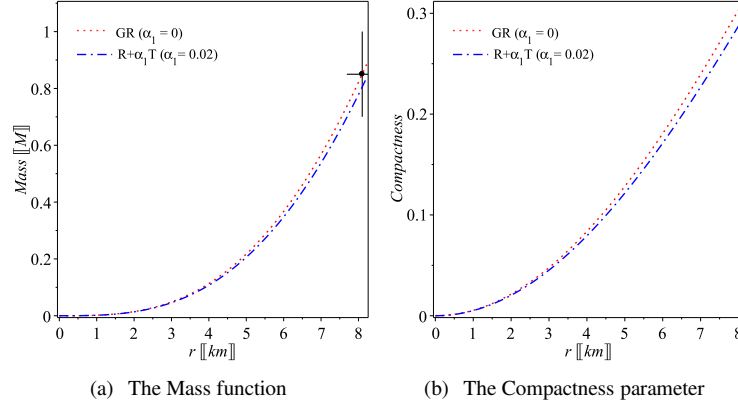 1
0.8
0.6
0.4
0.2
0
Mass [[M]]
GR (α₁ = 0)
R+α₁T (α₁ = 0.02)
0 1 2 3 4 5 6 7 8
r [[km]]
(a) The Mass function
0.3
0.2
0.1
0
Compactness
GR (α₁ = 0)
R+α₁T (α₁ = 0.02)
0 1 2 3 4 5 6 7 8
r [[km]]
(b) The Compactness parameter